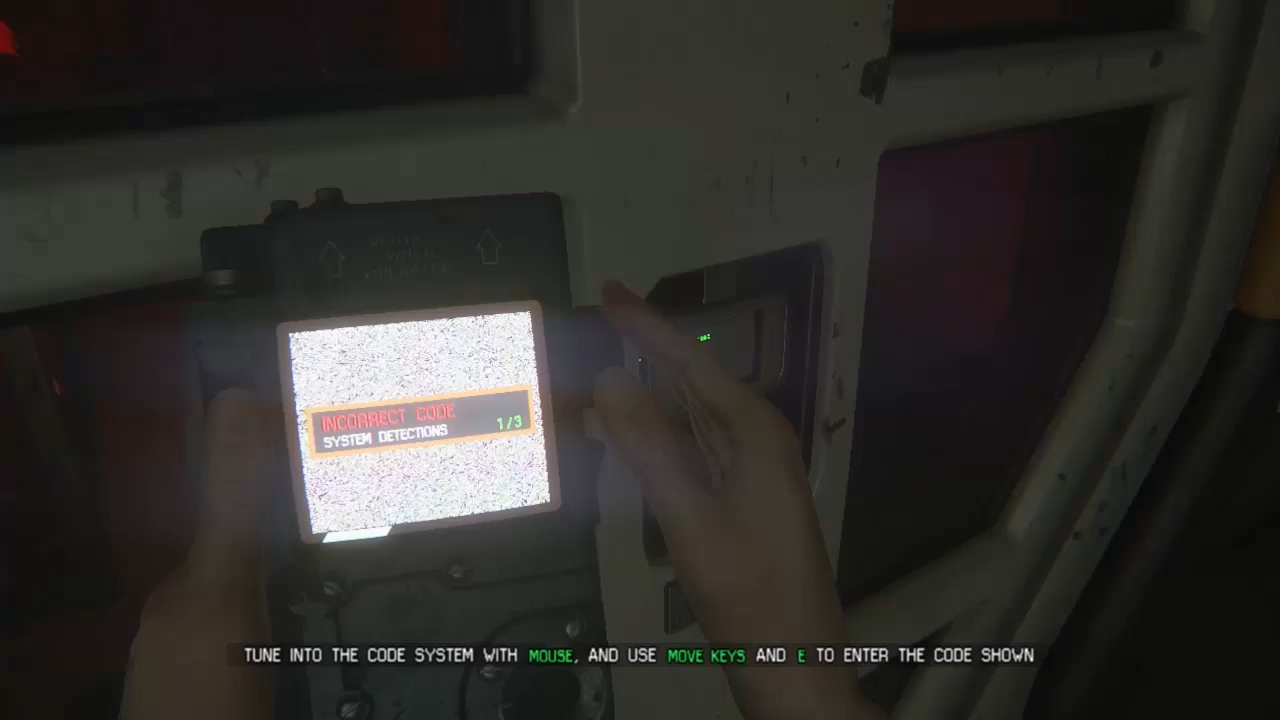 INCORRECT CODE
SYSTEM DETECTIONS 1/3
TUNE INTO THE CODE SYSTEM WITH MOUSE, AND USE MOVE KEYS AND E TO ENTER THE CODE SHOWN